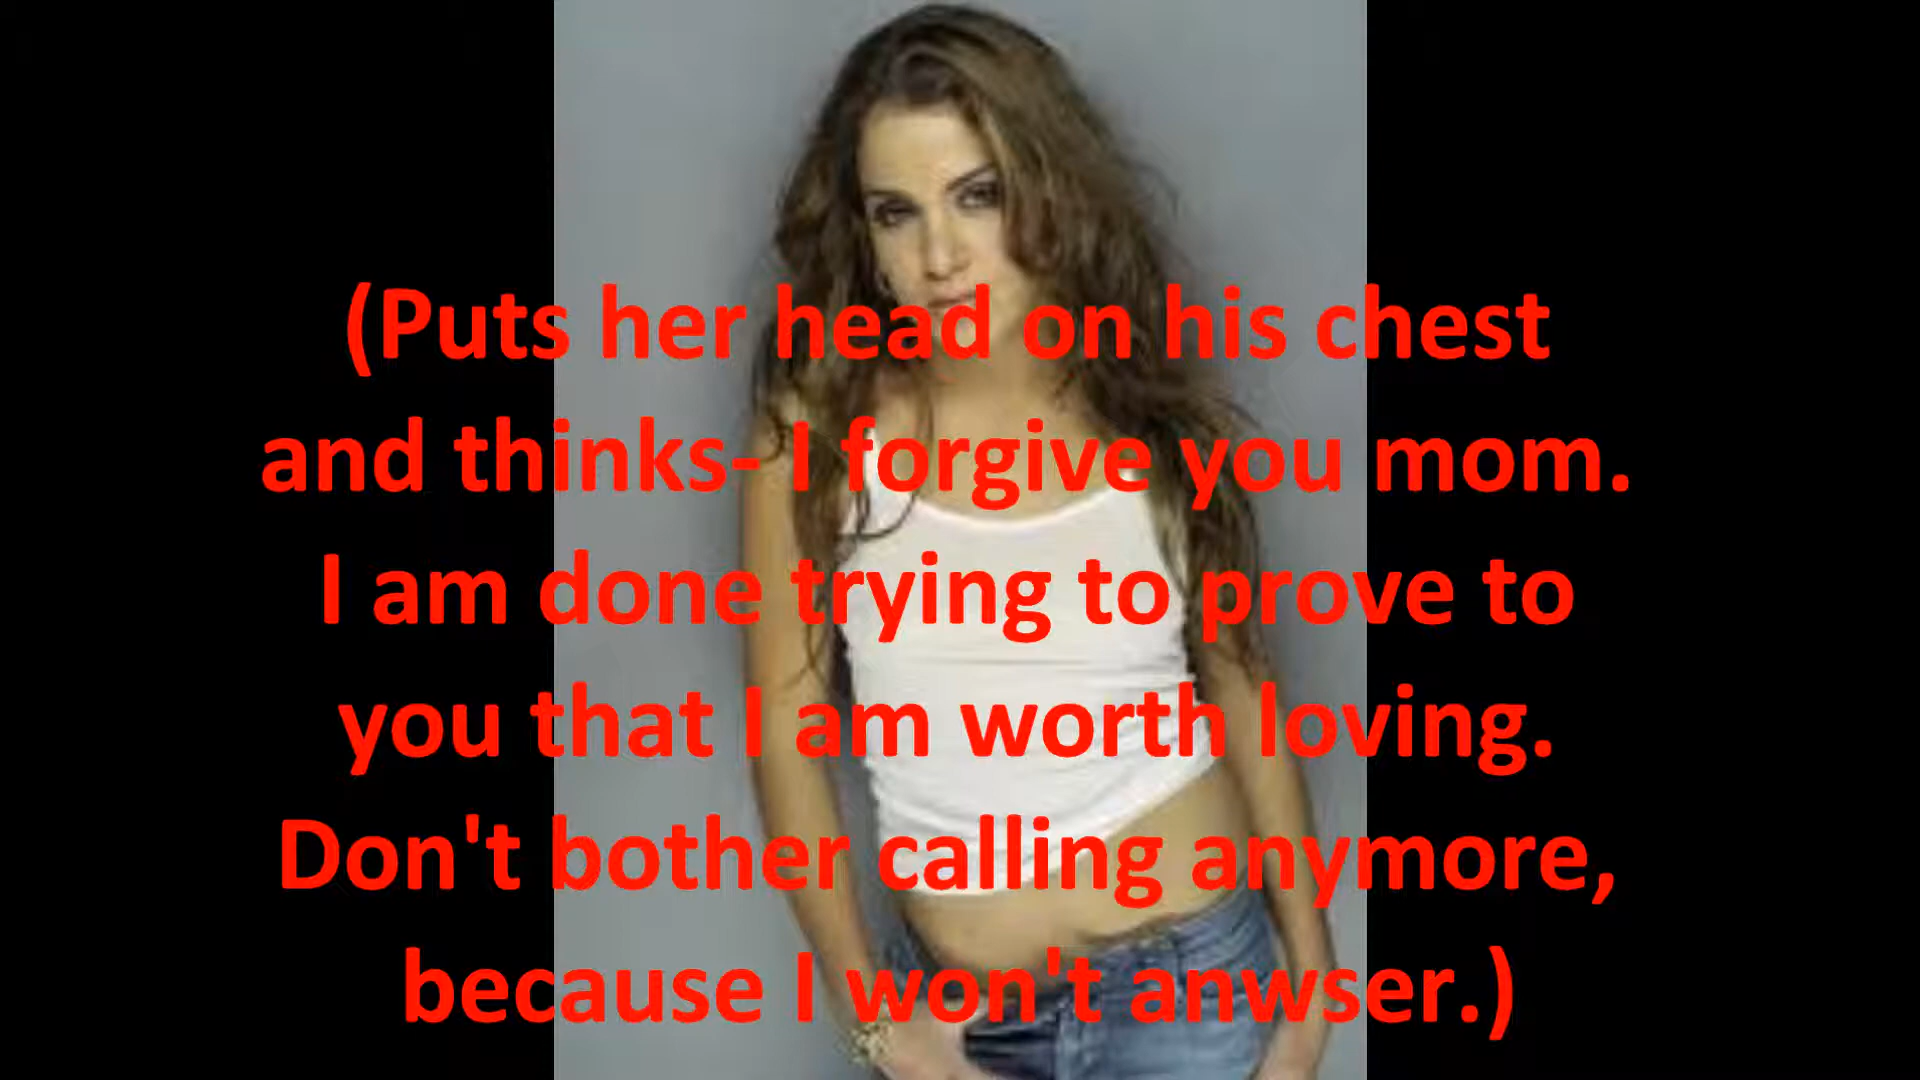 (Puts her head on his chest
and thinks- I forgive you mom.
I am done trying to prove to
you that I am worth loving.
Don't bother calling anymore,
because I won't anwser.)